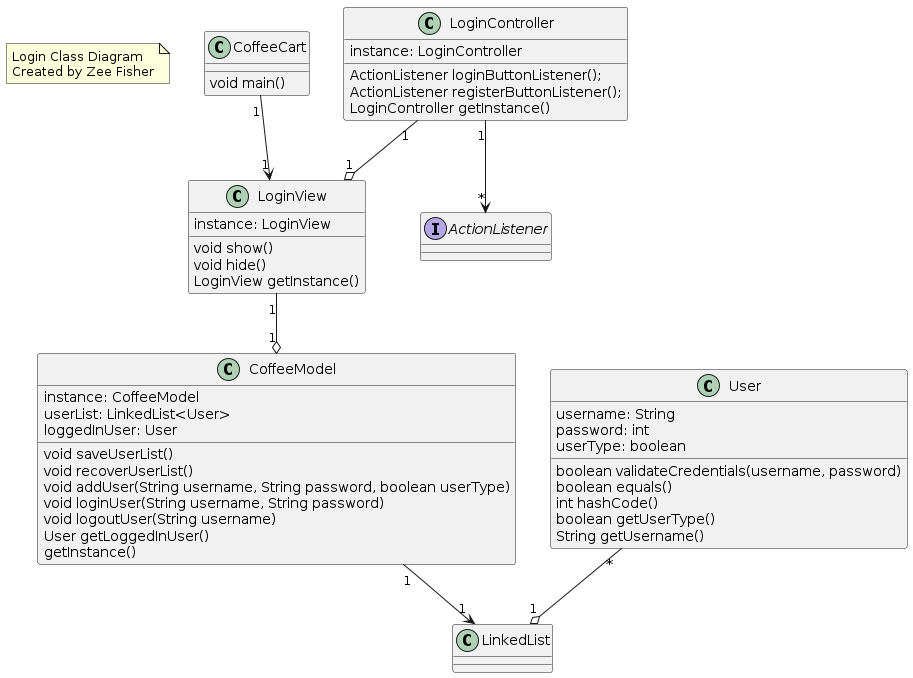 Login Class Diagram
Created by Zee Fisher
C CoffeeCart
void main()
C LoginController
instance: LoginController
ActionListener loginButtonListener();
ActionListener registerButtonListener();
LoginController getInstance()
1
1
1
1
1
*
C LoginView
instance: LoginView
void show()
void hide()
LoginView getInstance()
I ActionListener
1
1
C CoffeeModel
instance: CoffeeModel
userList: LinkedList<User>
loggedInUser: User
void saveUserList()
void recoverUserList()
void addUser(String username, String password, boolean userType)
void loginUser(String username, String password)
void logoutUser(String username)
User getLoggedInUser()
getInstance()
C User
username: String
password: int
userType: boolean
boolean validateCredentials(username, password)
boolean equals()
int hashCode()
boolean getUserType()
String getUsername()
1
*
1
1
C LinkedList